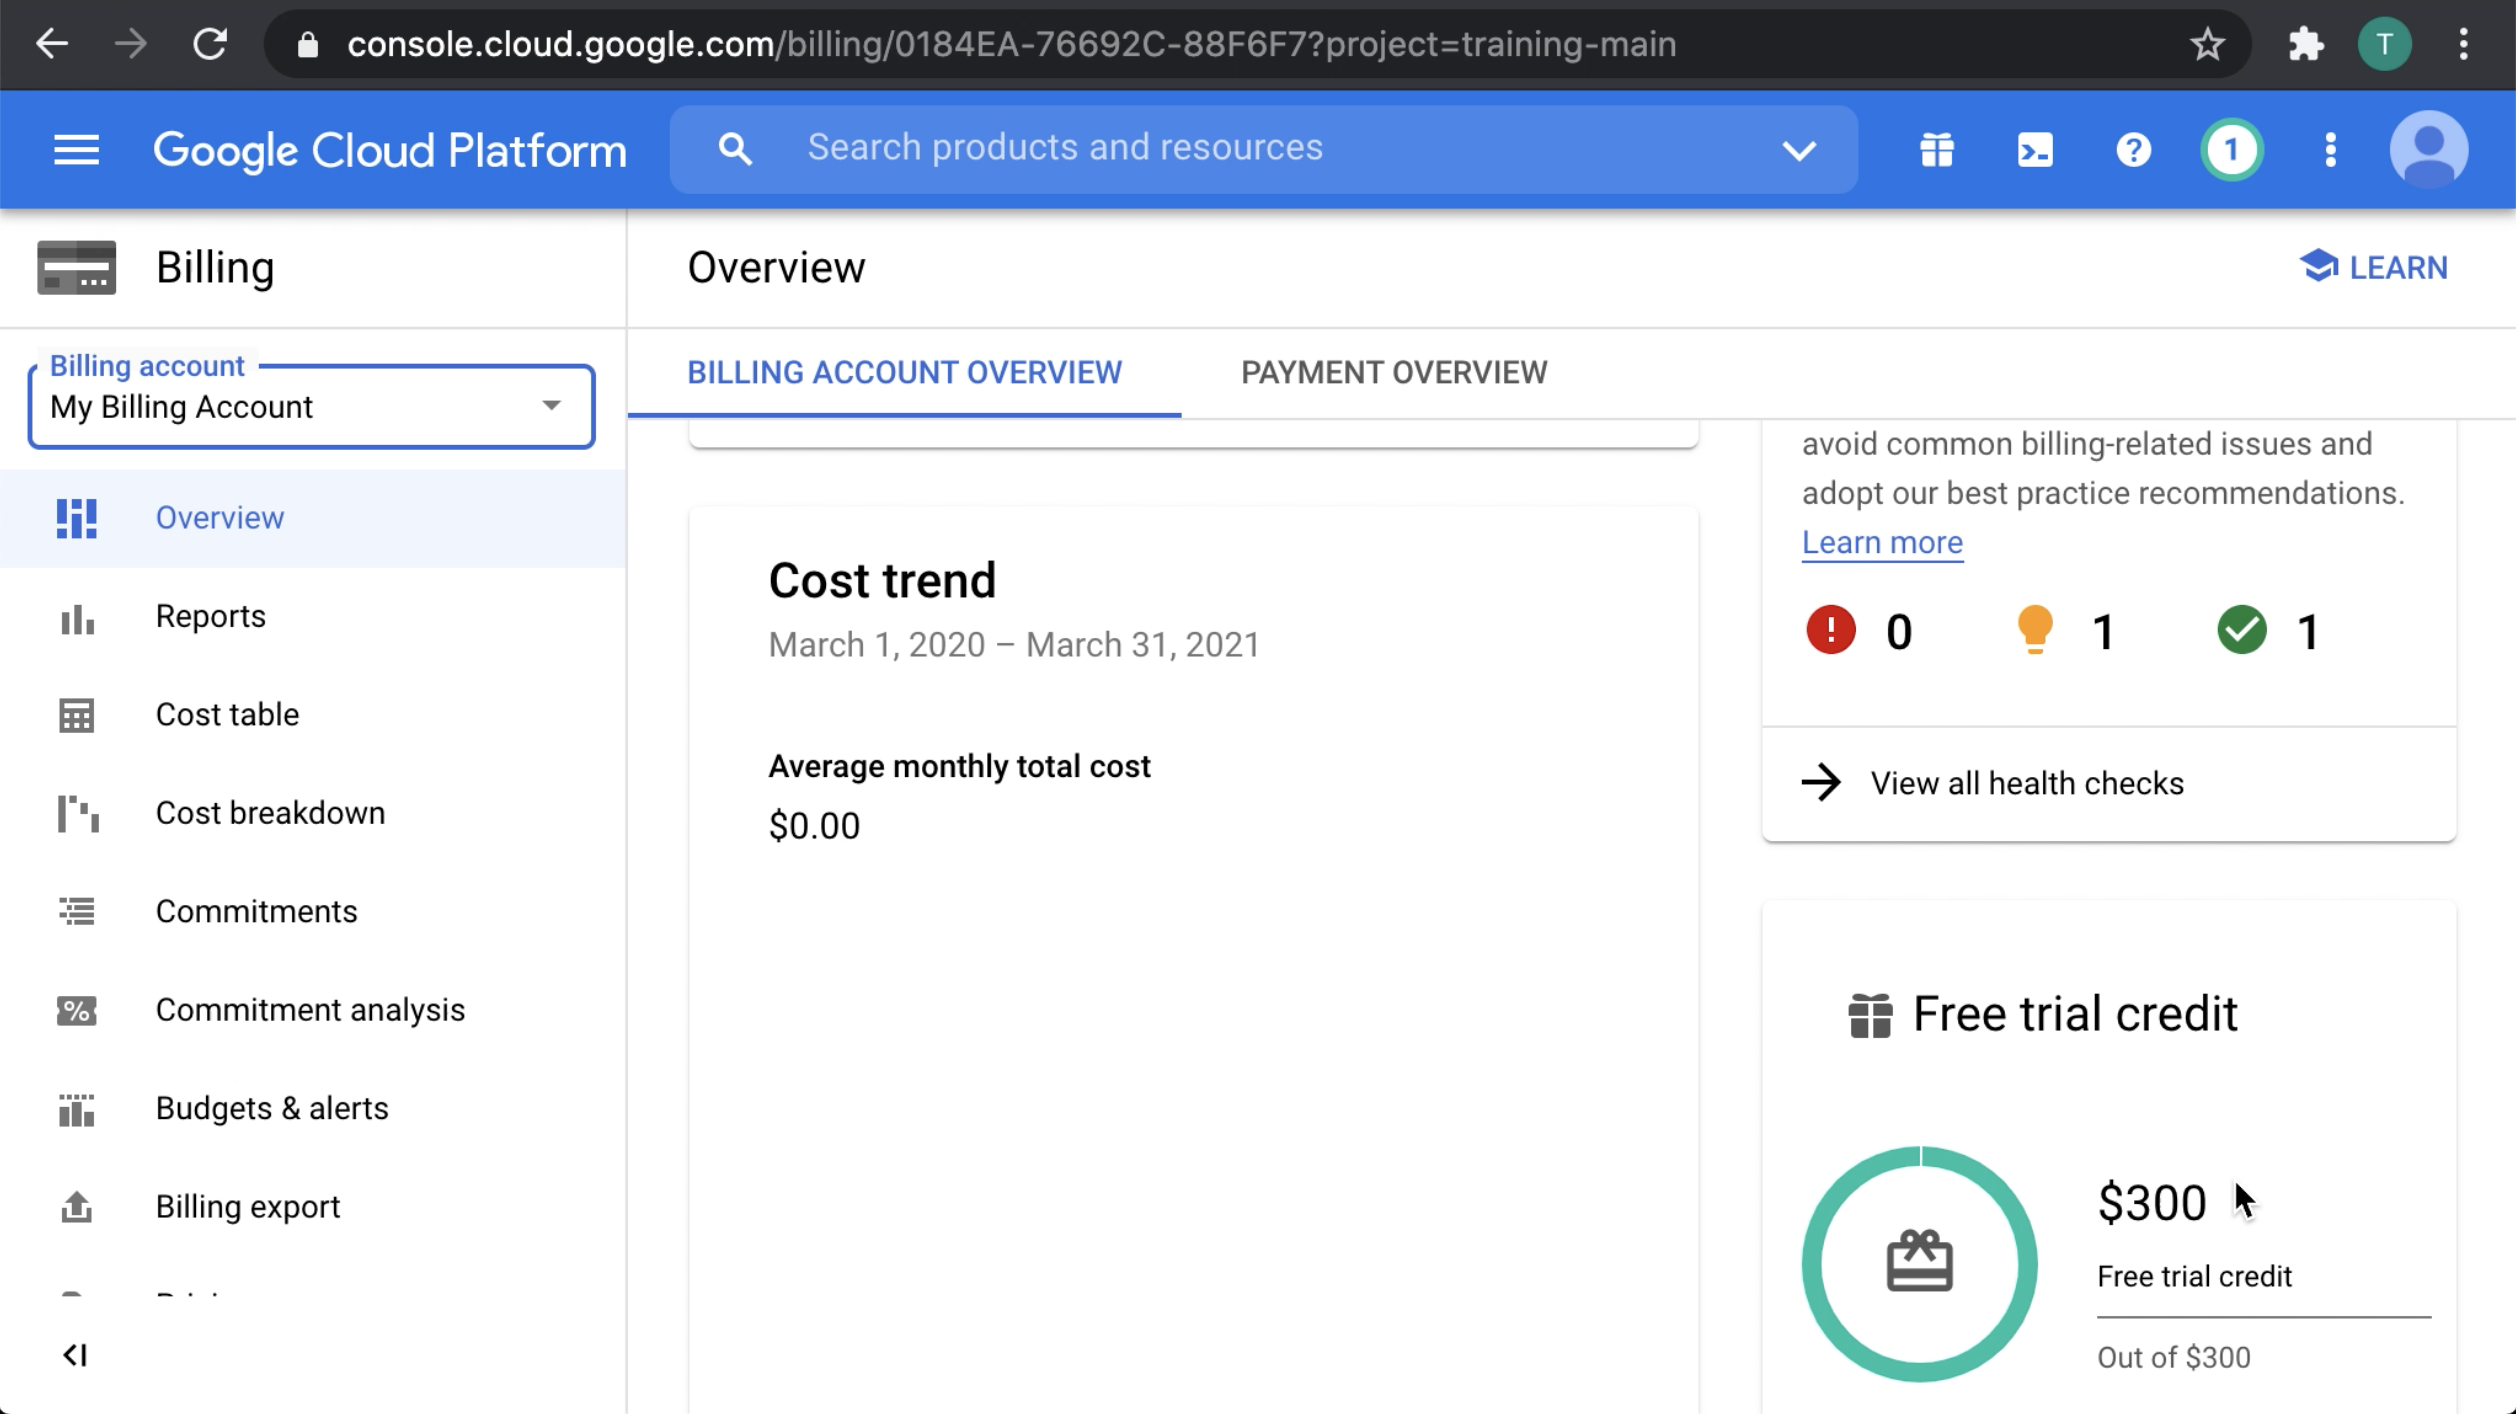 console.cloud.google.com/billing/0184EA-76692C-88F6F7?project=training-main
T
Google Cloud Platform
Search products and resources
1
Billing
Overview
LEARN
Billing account
My Billing Account
BILLING ACCOUNT OVERVIEW
PAYMENT OVERVIEW
Overview
Reports
Cost table
Cost breakdown
Commitments
Commitment analysis
Budgets & alerts
Billing export
Cost trend
March 1, 2020 – March 31, 2021
Average monthly total cost
$0.00
avoid common billing-related issues and
adopt our best practice recommendations.
Learn more
0
1
1
View all health checks
Free trial credit
$300
Free trial credit
Out of $300